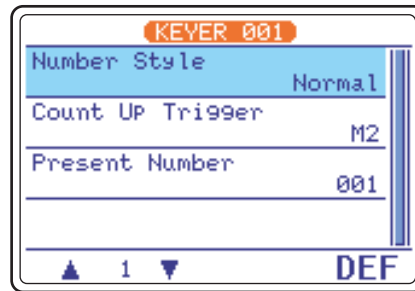 KEYER 001
Number Style
Normal
Count Up Trigger
M2
Present Number
001
1 DEF